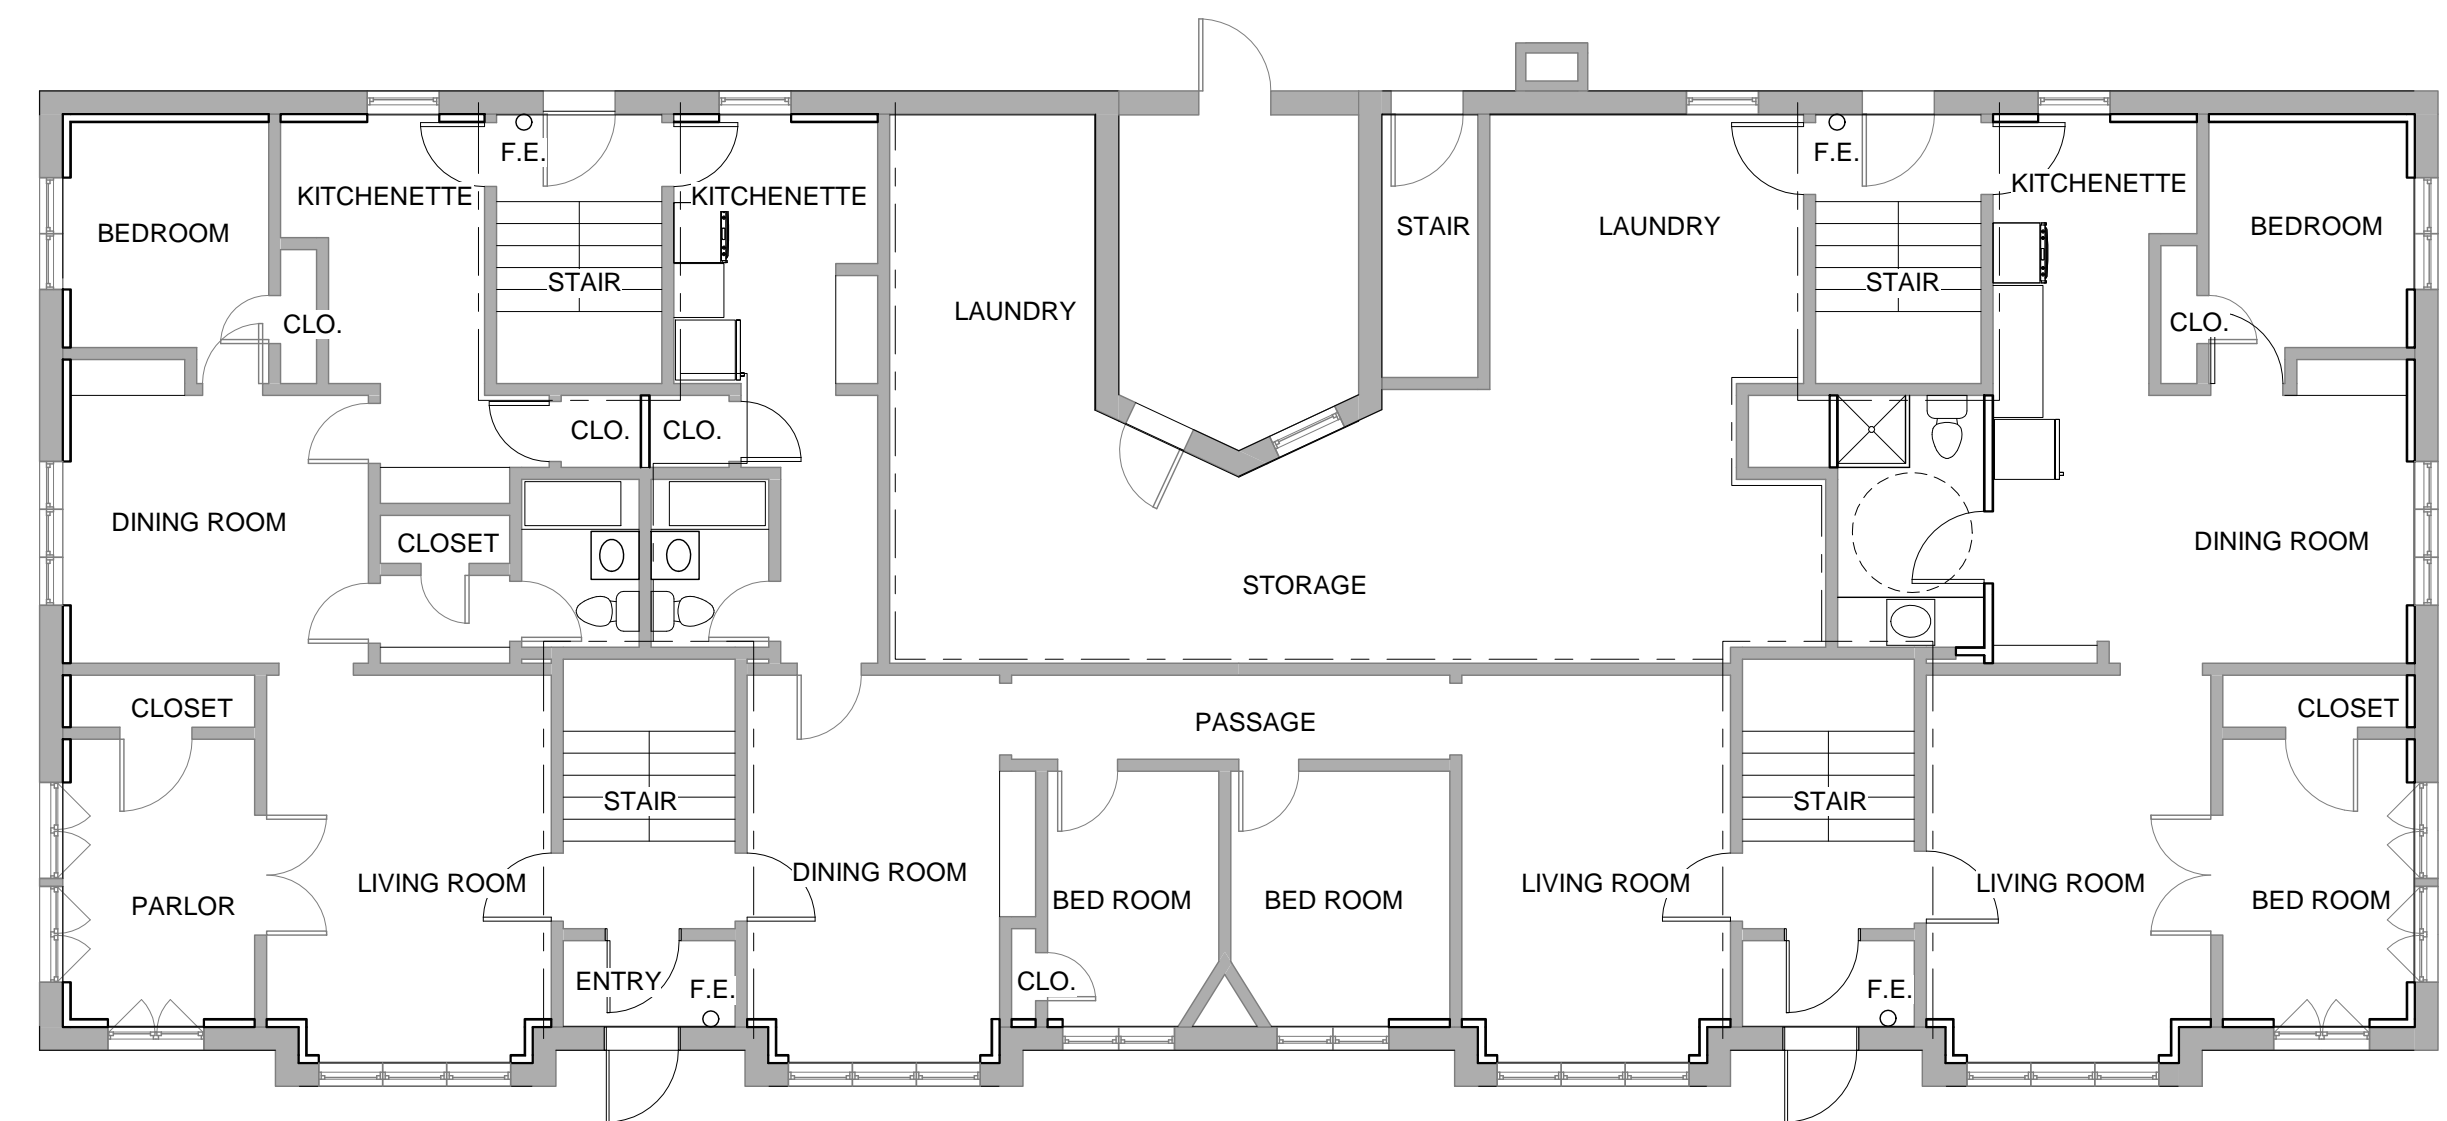 F.E.
F.E.
KITCHENETTE
KITCHENETTE
KITCHENETTE
BEDROOM
STAIR
LAUNDRY
BEDROOM
STAIR
STAIR
CLO.
LAUNDRY
CLO.
CLO.
CLO.
DINING ROOM
CLOSET
DINING ROOM
STORAGE
CLOSET
PASSAGE
CLOSET
STAIR
STAIR
LIVING ROOM
DINING ROOM
LIVING ROOM
LIVING ROOM
PARLOR
BED ROOM
BED ROOM
BED ROOM
ENTRY
F.E.
CLO.
F.E.